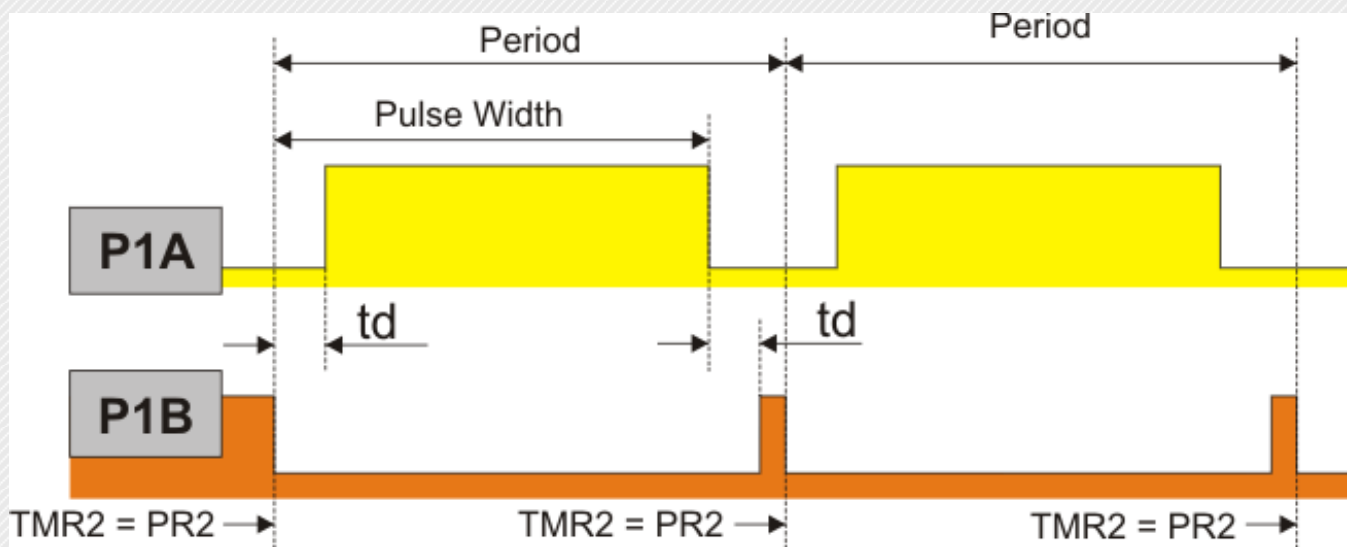 Period
Period
Pulse Width
P1A
td
td
P1B
TMR2 = PR2
TMR2 = PR2
TMR2 = PR2